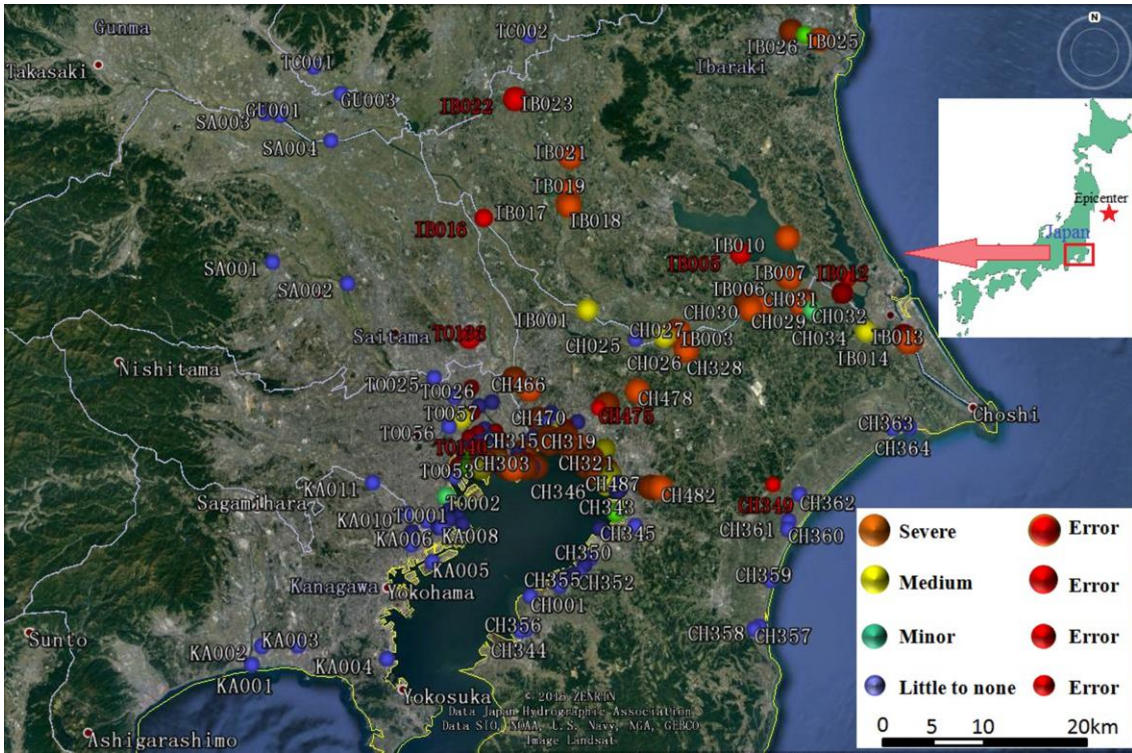 Gunma
TC002
IB026
IB025
N
Takasaki
TC001
Ibaraki
GU003
IB022
IB023
GU001
SA003
SA004
IB021
IB019
Epicenter
IB017
IB018
IB016
IB010
Japan
SA001
IB005
IB007
IB012
SA002
IB006
CH031
CH030
CH032
IB001
CH029
CH027
IB003
CH034
IB013
Saitama
TO133
CH025
CH026
IB014
CH328
Nishitama
TO025
CH466
TO026
CH478
Choshi
TO057
CH470
CH475
CH363
TO056
TO140
CH315
CH319
CH364
TO053
CH303
CH321
KA011
CH346
CH487
CH482
Sagamihara
TO002
CH343
CH349
CH362
KA010
TO001
CH345
CH361
CH360
KA006
KA008
CH350
KA005
CH355
CH352
CH359
Kanagawa
Yokohama
CH001
Sunto
KA003
CH356
CH358
CH357
KA002
KA004
CH344
KA001
Yokosuka
Ashigarashimo
Data Japan Hydrographic Association
Data SIO, NOAA, U.S. Navy, NGA, GEBCO
Image Landsat
Severe Error
Medium Error
Minor Error
Little to none Error
0 5 10 20km